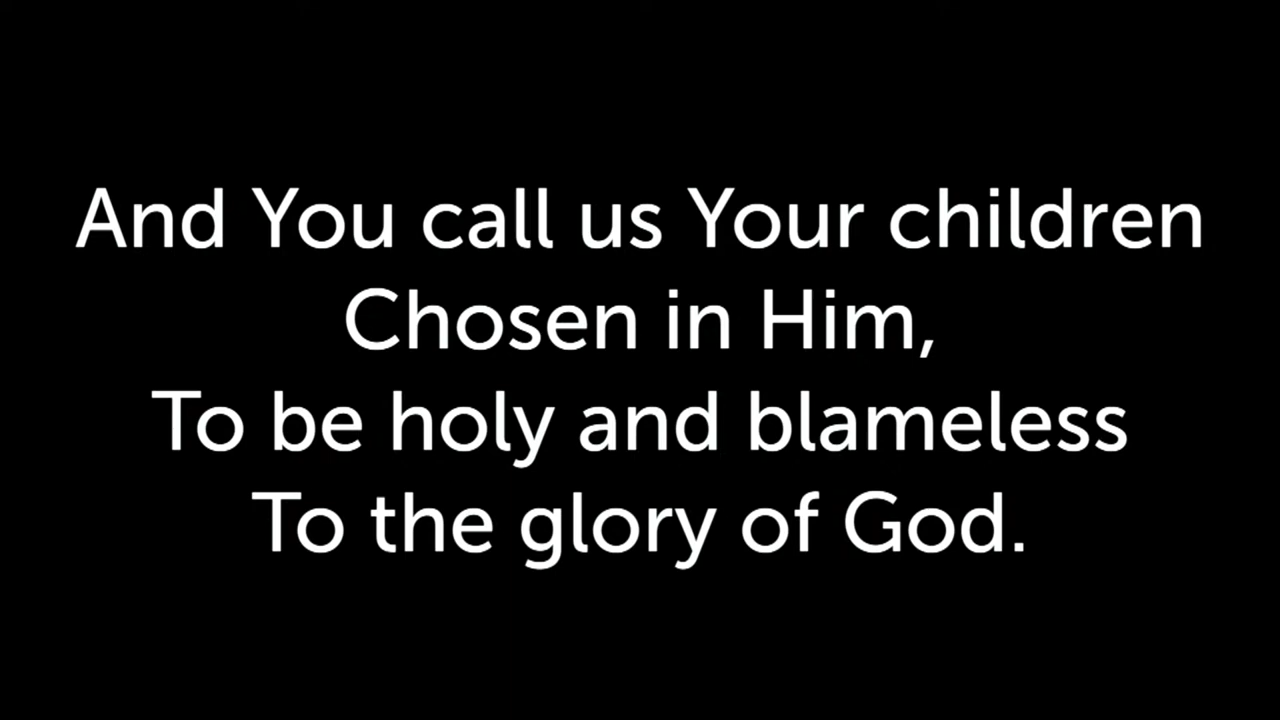 And You call us Your children
Chosen in Him,
To be holy and blameless
To the glory of God.